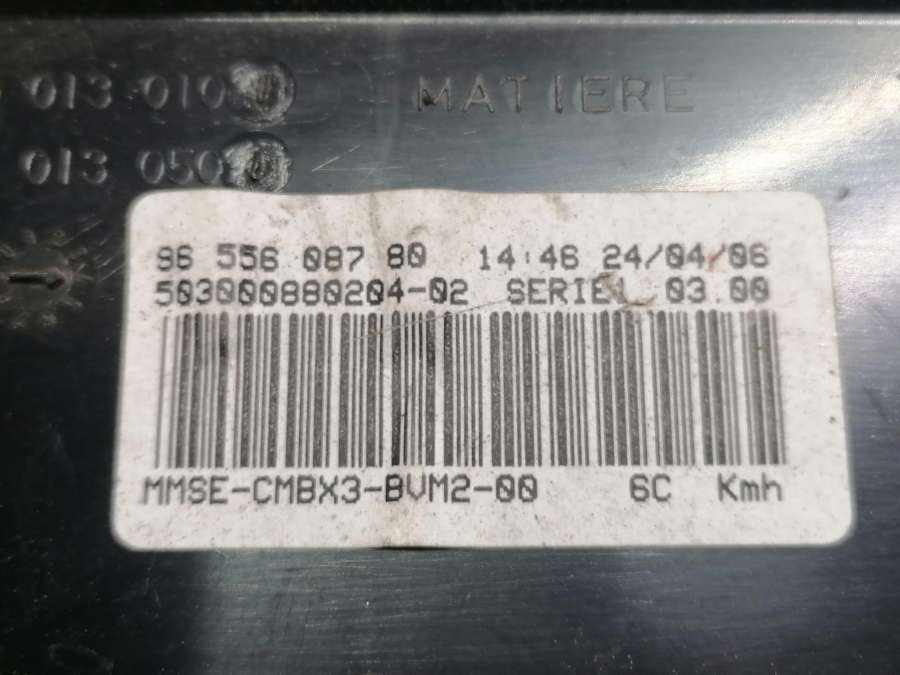 013 010
MATIERE
013 050
96 556 087 80 14:46 24/04/06
503000880204-02 SERIE1 03.00
MMSE-CMBX3-BVM2-00 6C Kmh